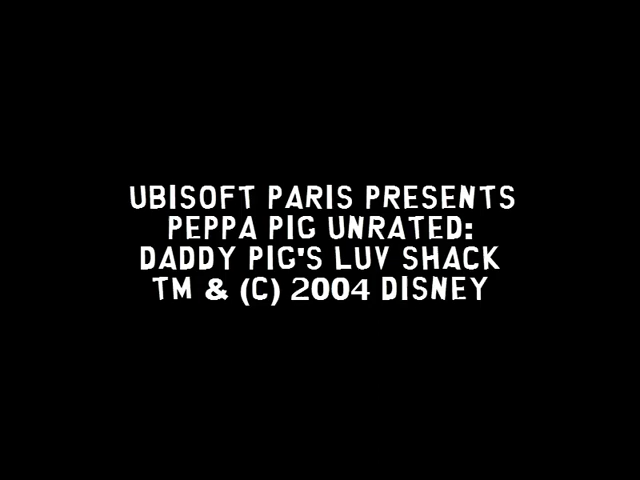 UBISOFT PARIS PRESENTS
PEPPA PIG UNRATED:
DADDY PIG'S LUV SHACK
TM & (C) 2004 DISNEY